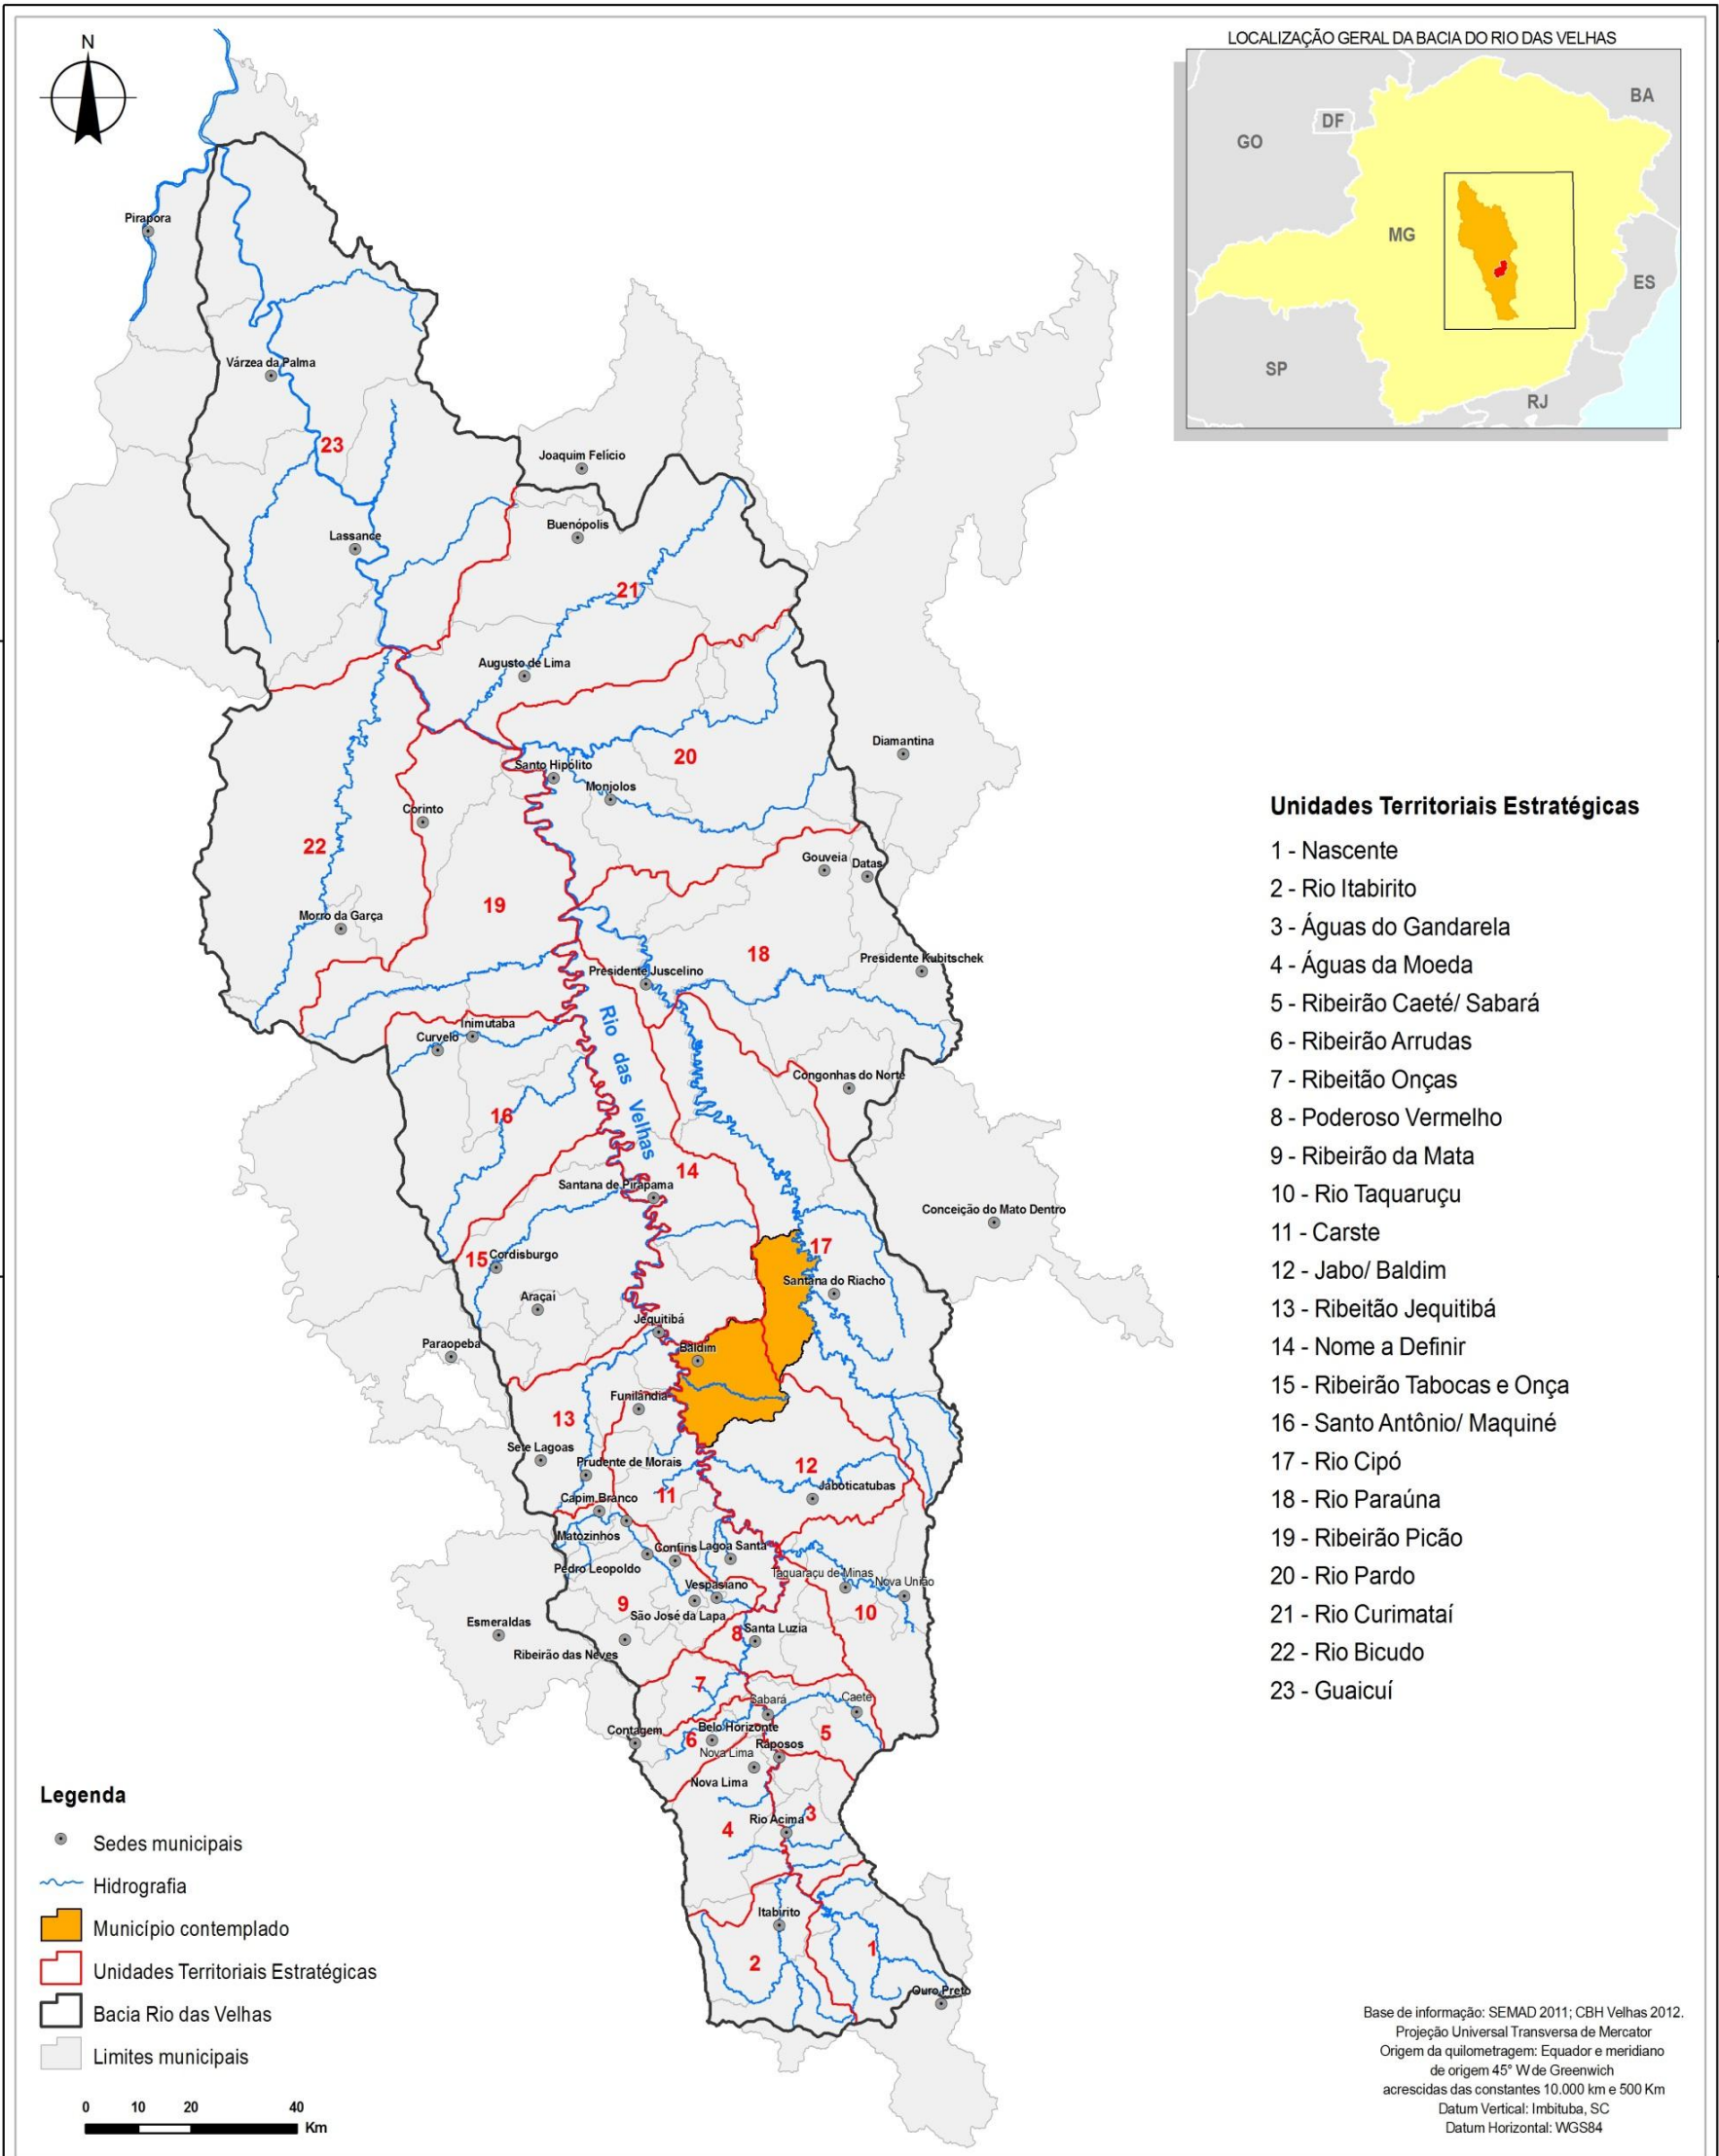 N
LOCALIZAÇÃO GERAL DA BACIA DO RIO DAS VELHAS
BA
DF
GO
MG
ES
SP
RJ
Pirapora
Várzea da Palma
23
Joaquim Felício
Buenópolis
Lassance
21
Augusto de Lima
20
Diamantina
Santo Hipólito
Monjolos
Corinto
22
Gouveia
Datas
19
Morro da Garça
18
Presidente Kubitschek
Presidente Juscelino
Rio das Velhas
Inimutaba
Curvelo
Congonhas do Norte
16
14
Santana de Pirapama
Conceição do Mato Dentro
17
15
Cordisburgo
Santana do Riacho
Araçaí
Jequitibá
Paraopeba
Baldim
Funilândia
13
Sete Lagoas
Prudente de Morais
12
Jaboticatubas
11
Capim Branco
Matozinhos
Confins
Lagoa Santa
Pedro Leopoldo
Taquaraçu de Minas
Nova União
Vespasiano
9
São José da Lapa
10
Esmeraldas
8
Santa Luzia
Ribeirão das Neves
7
Sabará
Caete
Contagem
6
Belo Horizonte
5
Nova Lima
Raposos
Nova Lima
3
Rio Acima
4
Itabirito
1
2
Ouro Preto
Unidades Territoriais Estratégicas
1 - Nascente
2 - Rio Itabirito
3 - Águas do Gandarela
4 - Águas da Moeda
5 - Ribeirão Caeté/ Sabará
6 - Ribeirão Arrudas
7 - Ribeitão Onças
8 - Poderoso Vermelho
9 - Ribeirão da Mata
10 - Rio Taquaruçu
11 - Carste
12 - Jabo/ Baldim
13 - Ribeitão Jequitibá
14 - Nome a Definir
15 - Ribeirão Tabocas e Onça
16 - Santo Antônio/ Maquiné
17 - Rio Cipó
18 - Rio Paraúna
19 - Ribeirão Picão
20 - Rio Pardo
21 - Rio Curimataí
22 - Rio Bicudo
23 - Guaicuí
Legenda
Sedes municipais
Hidrografia
Município contemplado
Unidades Territoriais Estratégicas
Bacia Rio das Velhas
Limites municipais
0 10 20 40
Km
Base de informação: SEMAD 2011; CBH Velhas 2012.
Projeção Universal Transversa de Mercator
Origem da quilometragem: Equador e meridiano
de origem 45° W de Greenwich
acrescidas das constantes 10.000 km e 500 Km
Datum Vertical: Imbituba, SC
Datum Horizontal: WGS84